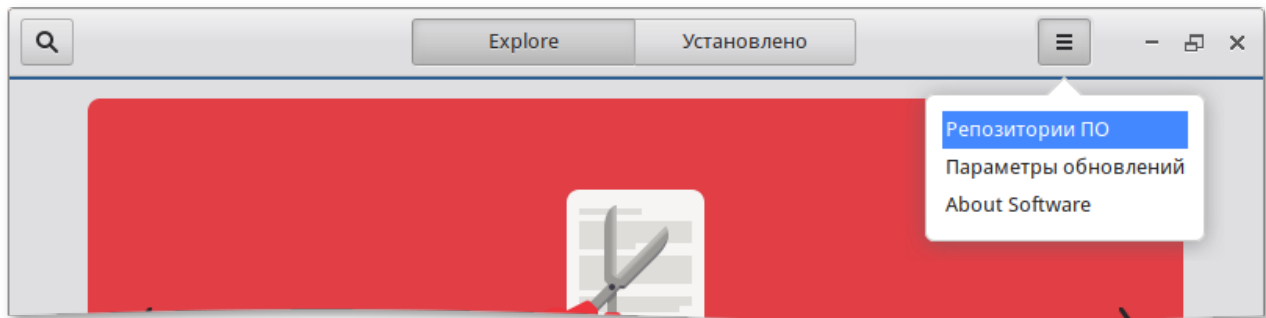 Explore
Установлено
Репозитории ПО
Параметры обновлений
About Software